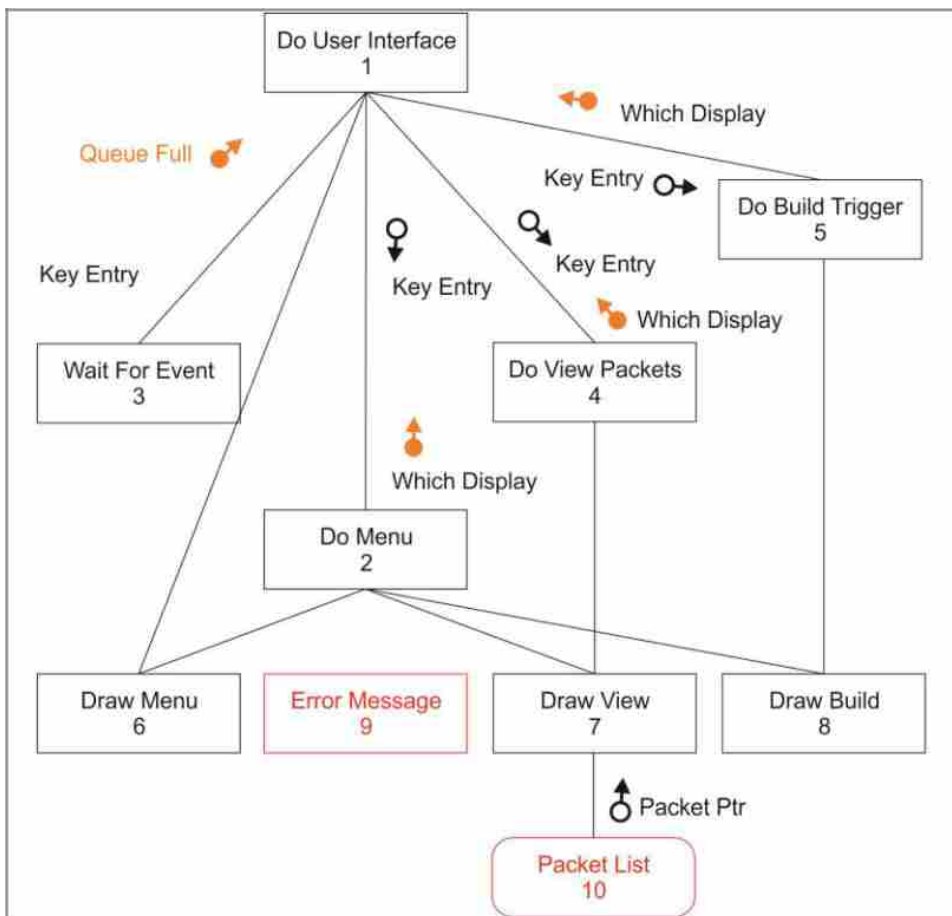 Do User Interface
1
Which Display
Queue Full
Key Entry
Do Build Trigger
5
Key Entry
Key Entry
Key Entry
Which Display
Wait For Event
3
Do View Packets
4
Which Display
Do Menu
2
Draw Menu
6
Error Message
9
Draw View
7
Draw Build
8
Packet Ptr
Packet List
10